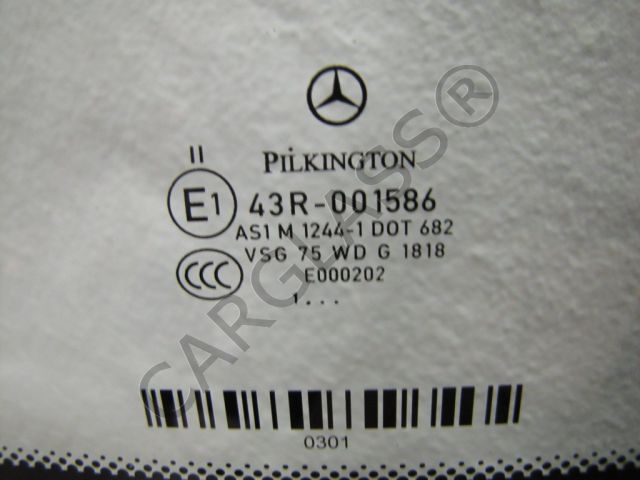 PILKINGTON
II
E1 43R-001586
AS1 M 1244-1 DOT 682
VSG 75 WD G 1818
CCC
E000202
1...
0301
CARGLASS®